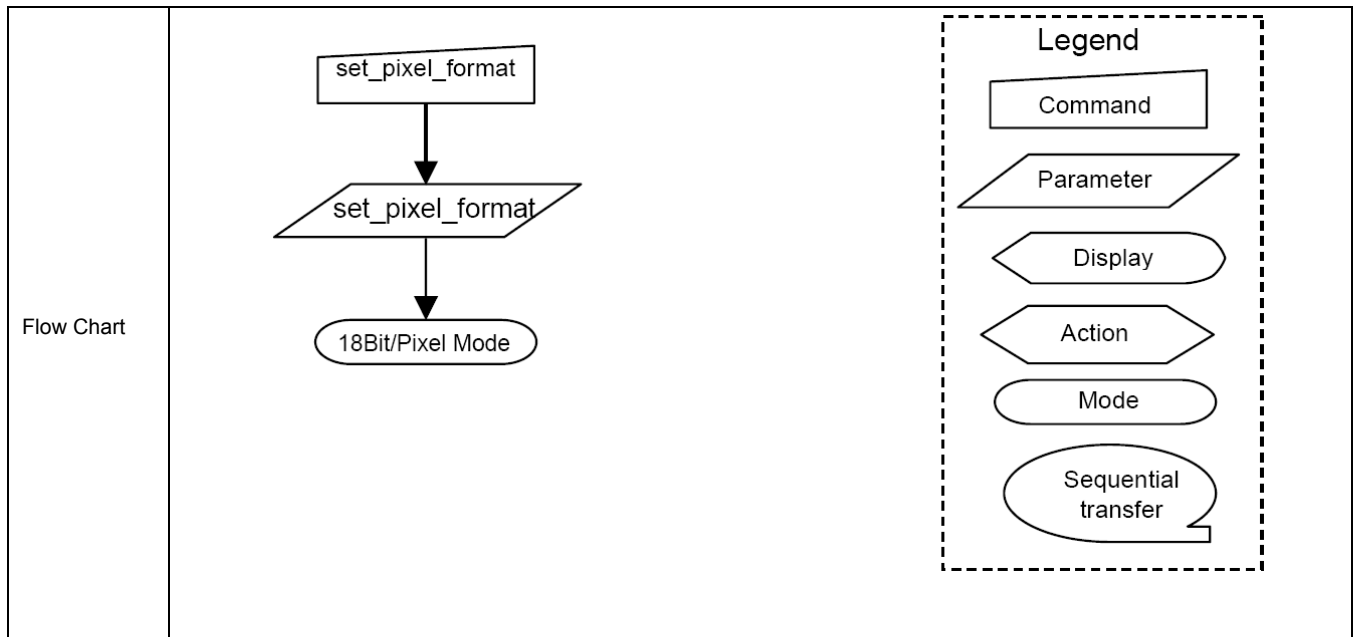 Flow Chart
set_pixel_format
set_pixel_format
18Bit/Pixel Mode
Legend
Command
Parameter
Display
Action
Mode
Sequential
transfer